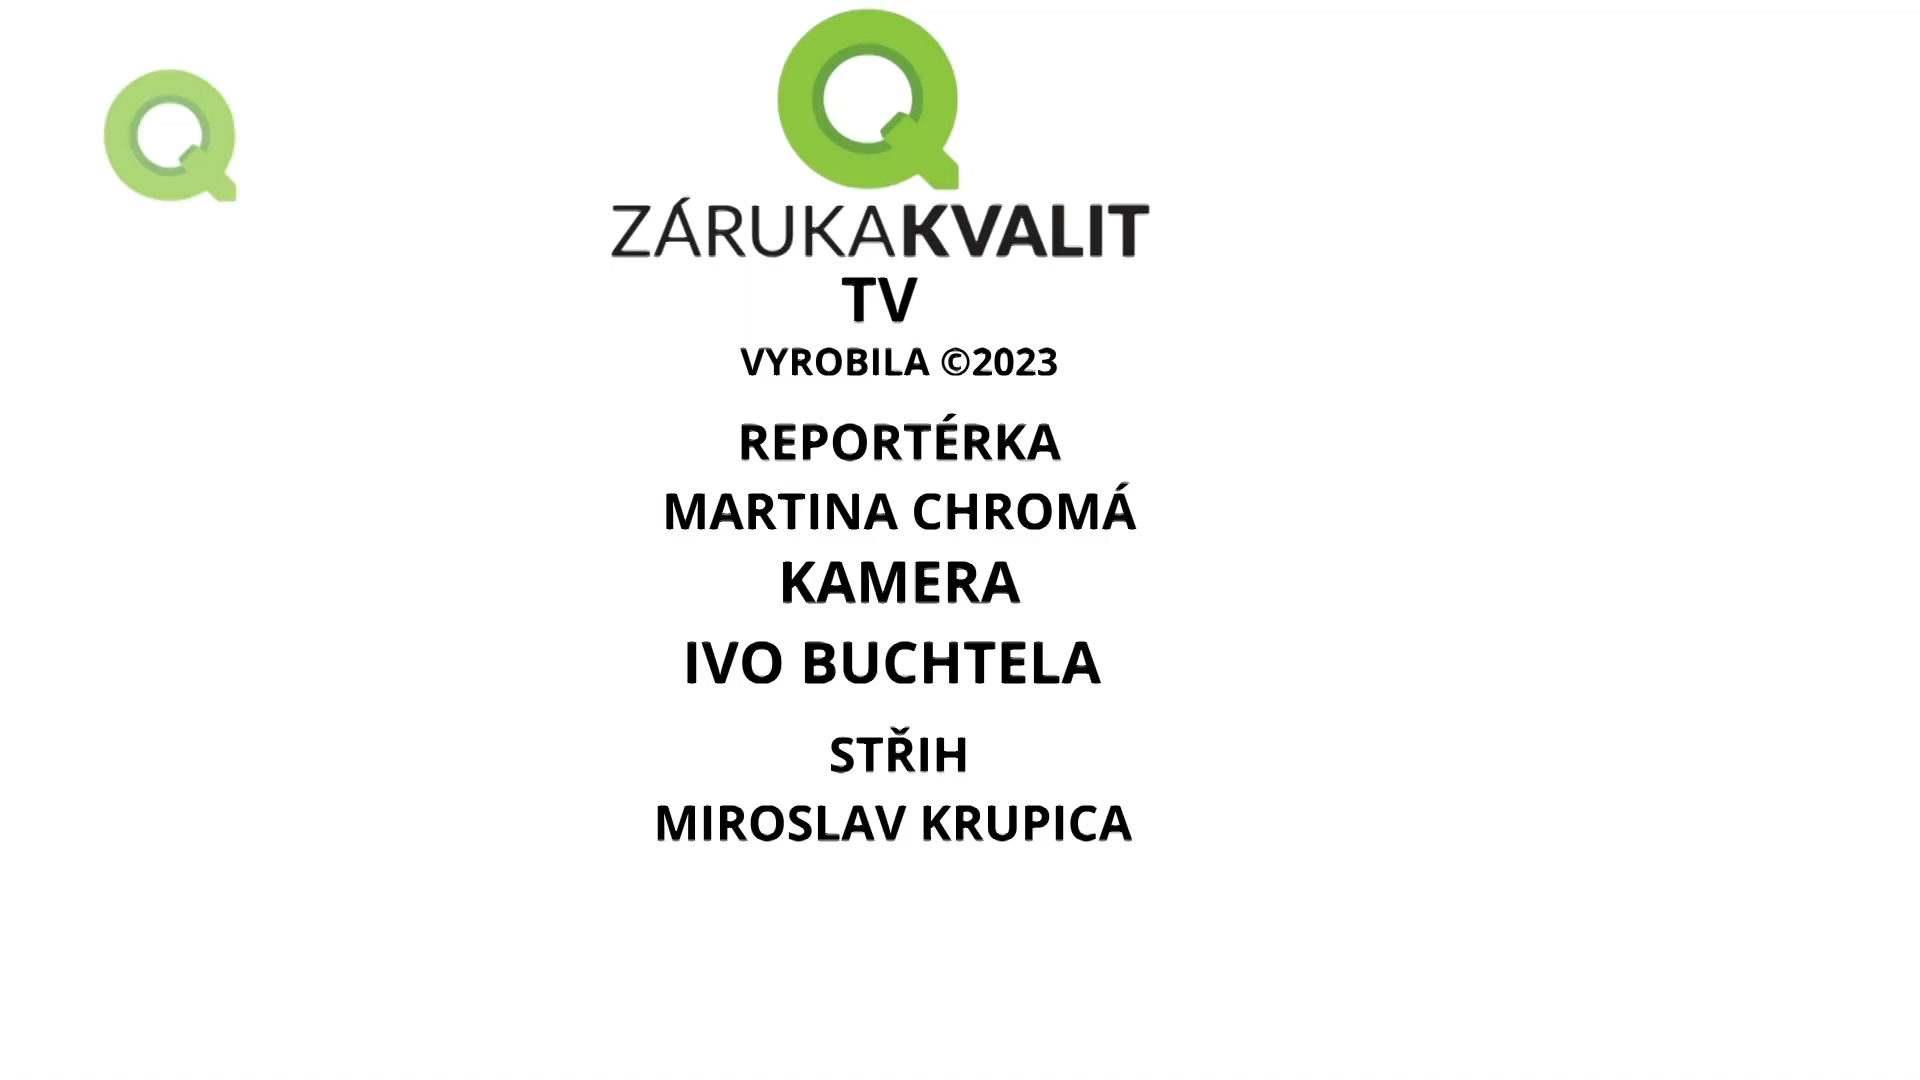 ZÁRUKAKVALIT
TV
VYROBILA ©2023
REPORTÉRKA
MARTINA CHROMÁ
KAMERA
IVO BUCHTELA
STŘIH
MIROSLAV KRUPICA